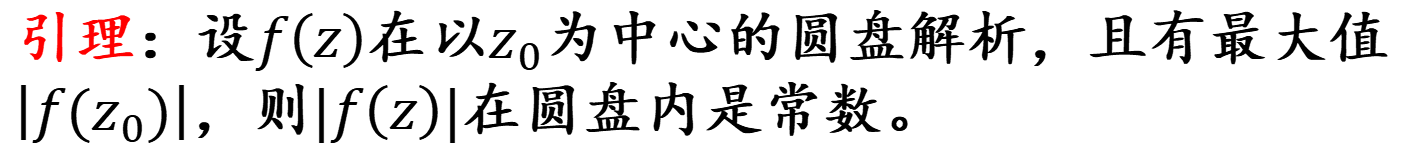 引理：设f(z)在以z₀为中心的圆盘解析，且有最大值
|f(z₀)|，则|f(z)|在圆盘内是常数。